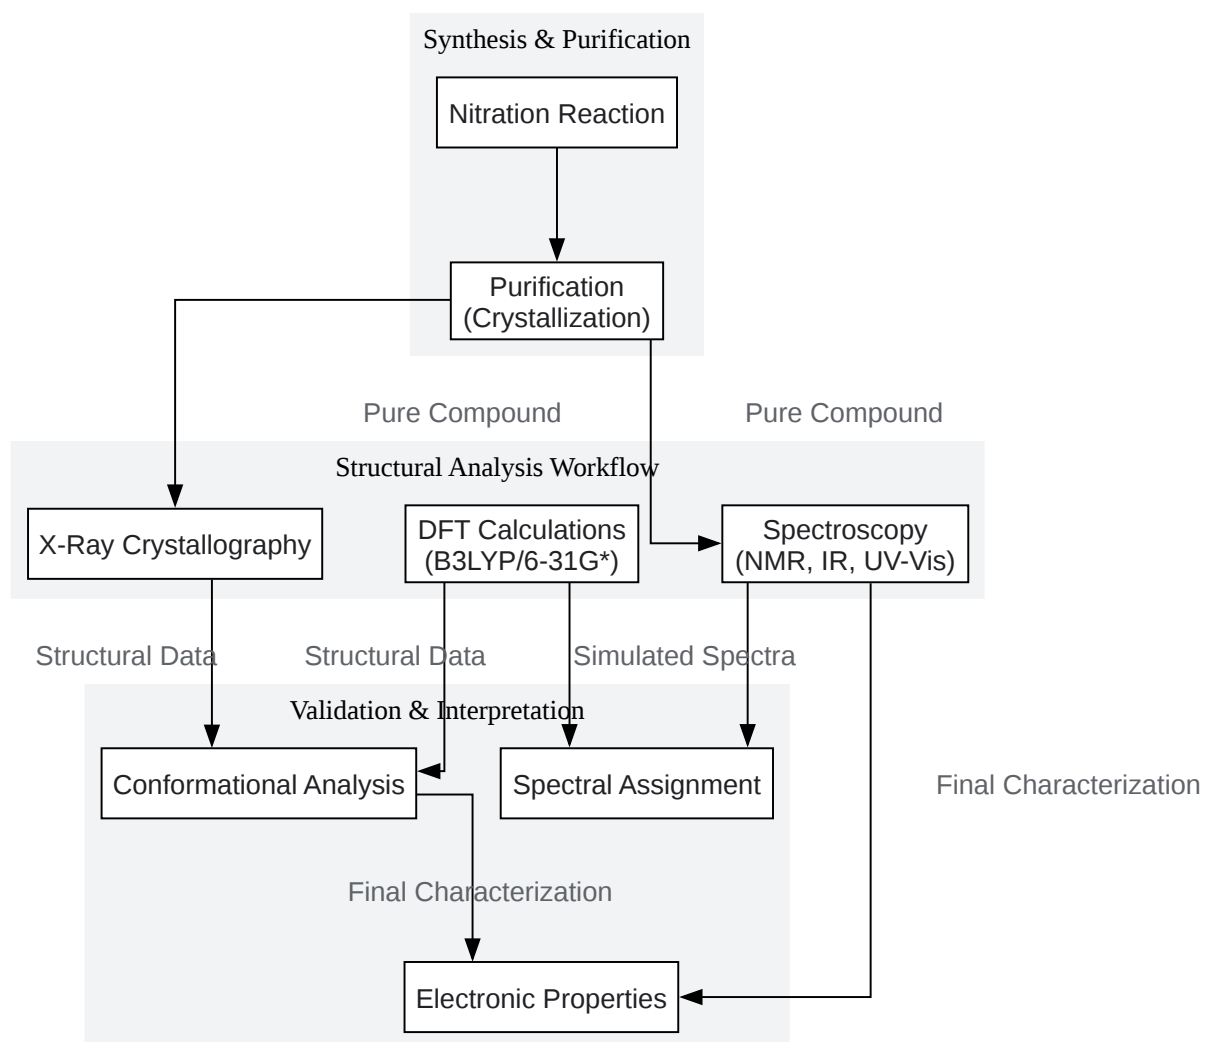 Synthesis & Purification
Nitration Reaction
Purification
(Crystallization)
Pure Compound
Pure Compound
Structural Analysis Workflow
X-Ray Crystallography
DFT Calculations
(B3LYP/6-31G*)
Spectroscopy
(NMR, IR, UV-Vis)
Structural Data
Structural Data
Simulated Spectra
Validation & Interpretation
Conformational Analysis
Spectral Assignment
Final Characterization
Final Characterization
Electronic Properties